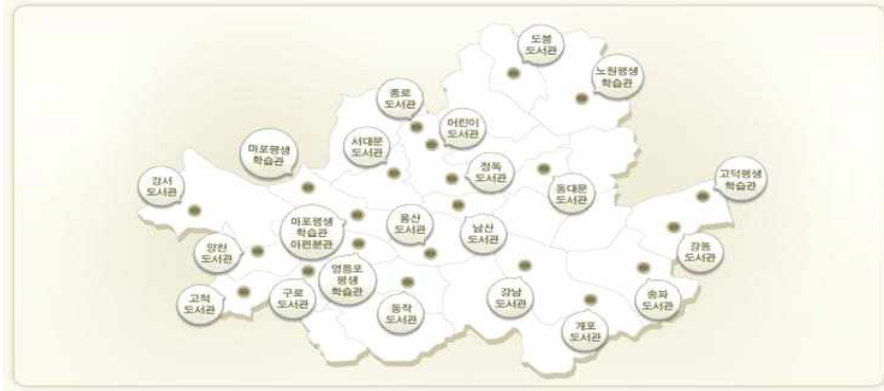 도봉
도서관
노원평생
학습관
종로
도서관
어린이
도서관
마포평생
학습관
서대문
도서관
정독
도서관
고덕평생
학습관
강서
도서관
동대문
도서관
마포평생
학습관
아현분관
용산
도서관
남산
도서관
강동
도서관
양천
도서관
영등포
평생
학습관
고척
도서관
구로
도서관
동작
도서관
강남
도서관
송파
도서관
개포
도서관